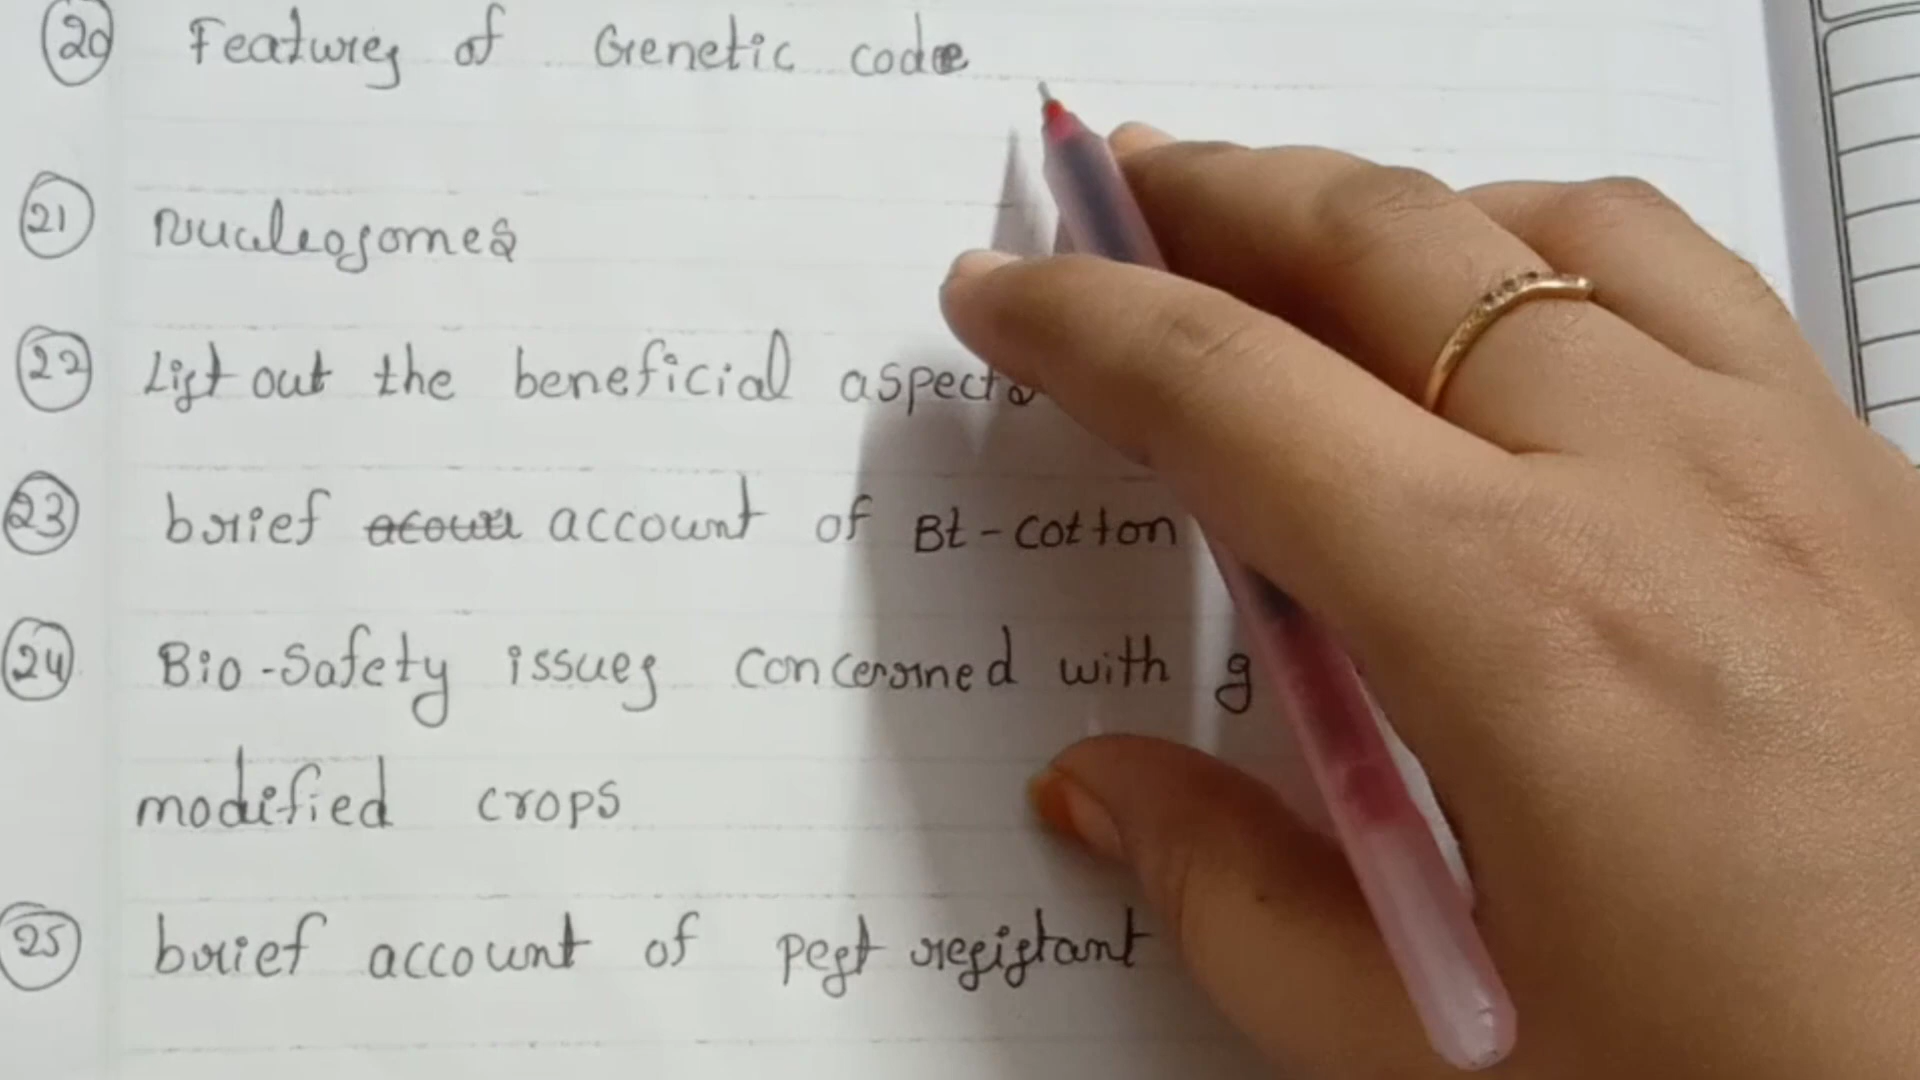 20 Features of Genetic code
21 Nucleosomes
22 List out the beneficial aspects
23 brief account of Bt-cotton
24 Bio-Safety issues concerned with g
modified crops
25 brief account of pest resistant